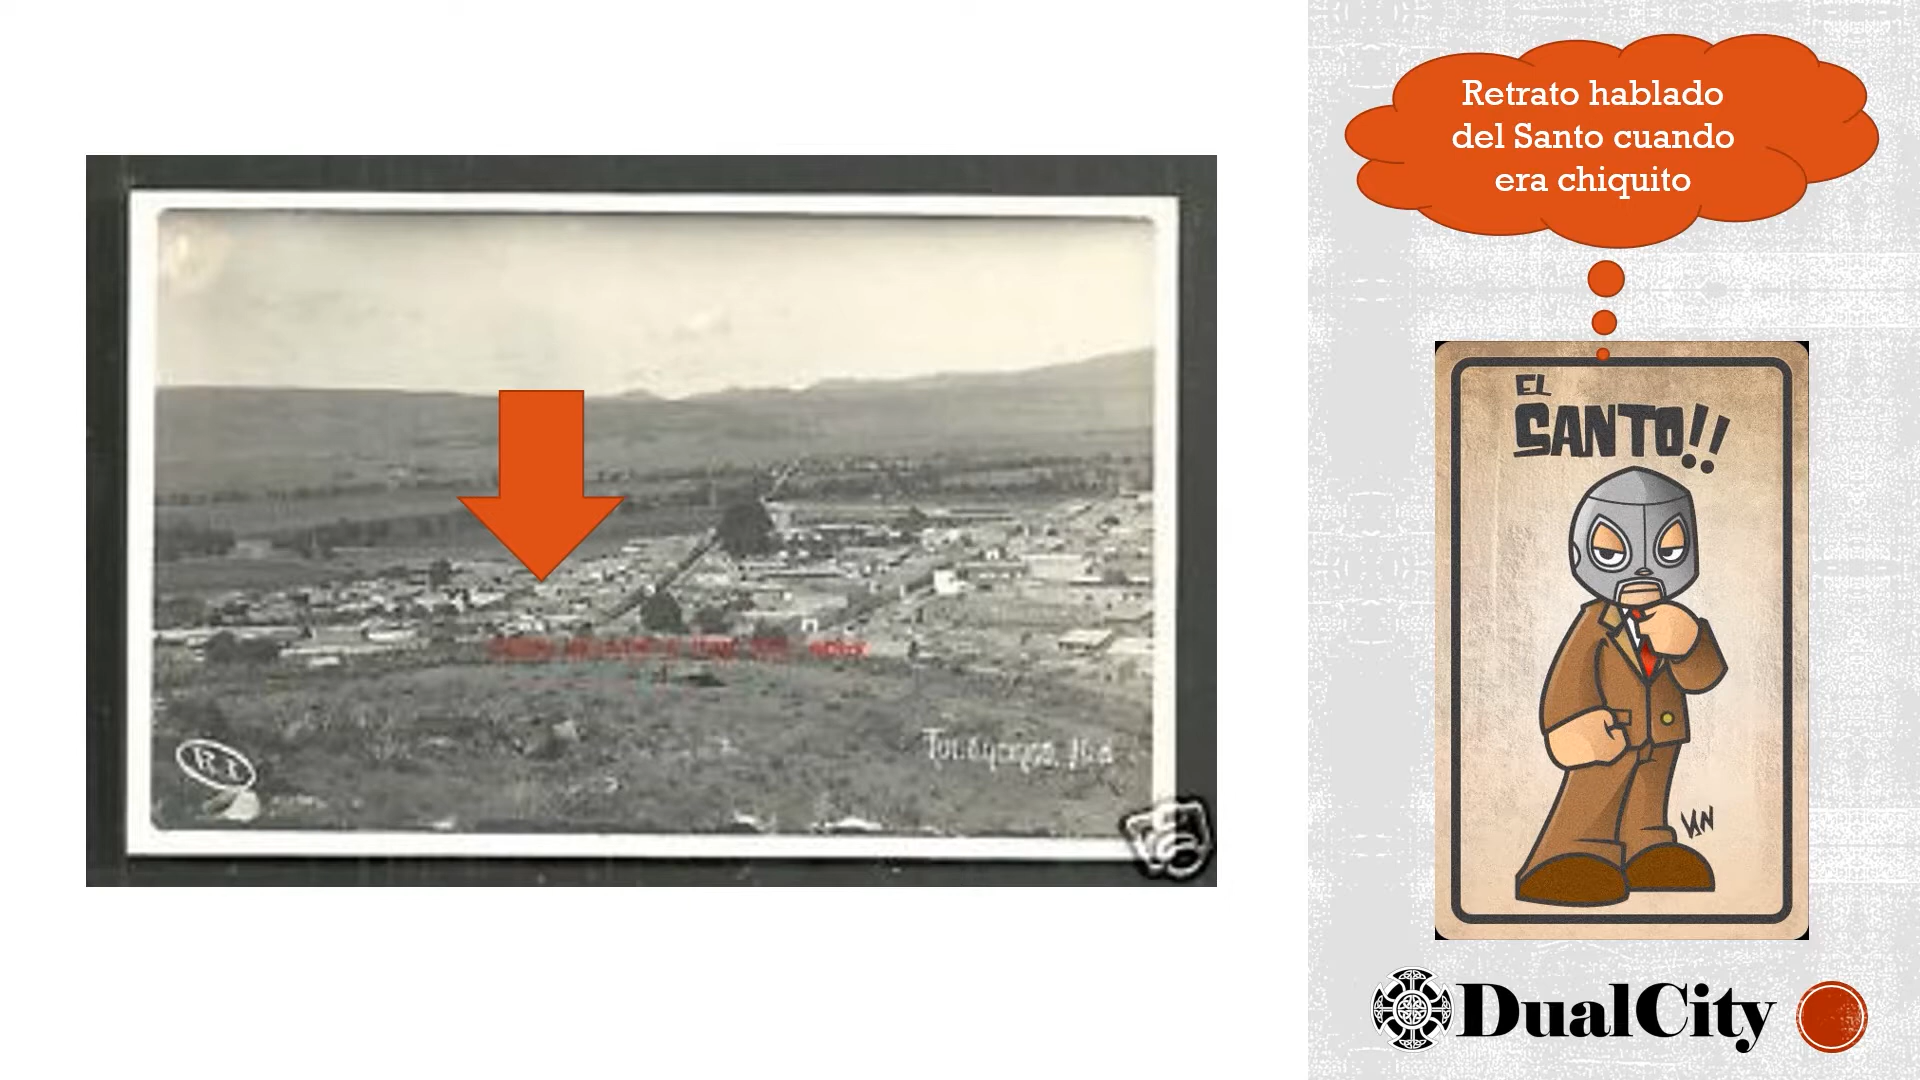 Retrato hablado
del Santo cuando
era chiquito
EL
SANTO!!
VAN
R I
DualCity